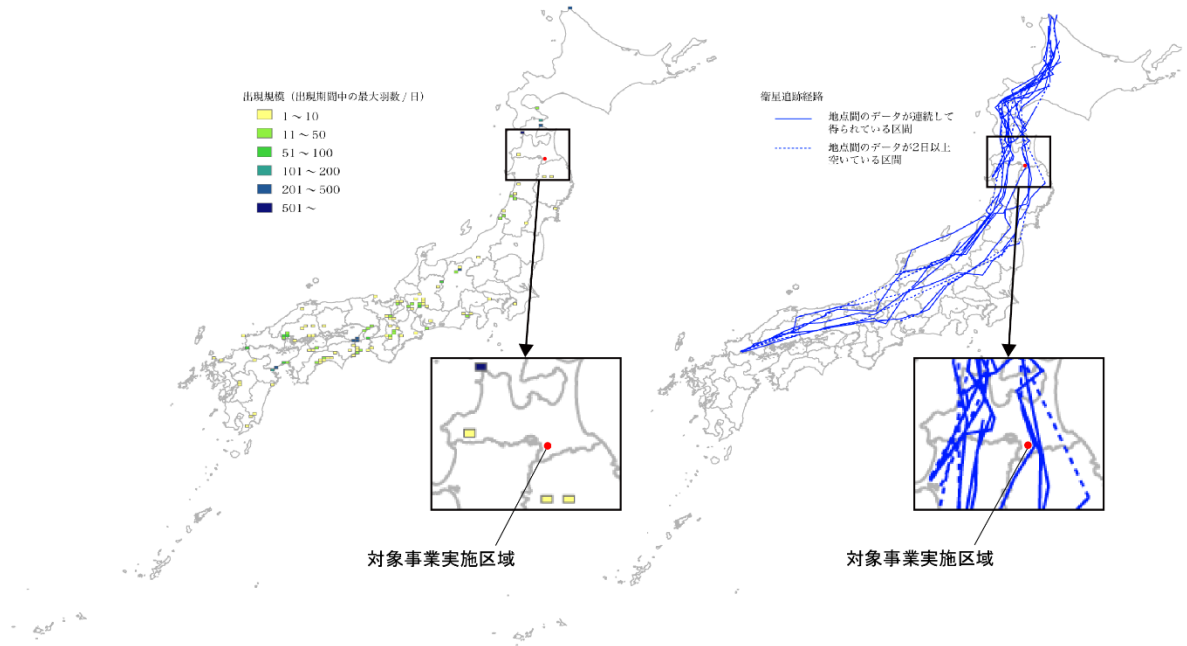 出現規模（出現期間中の最大羽数 / 日）
1 ～ 10
11 ～ 50
51 ～ 100
101 ～ 200
201 ～ 500
501 ～
対象事業実施区域
衛星追跡経路
地点間のデータが連続して
得られている区間
地点間のデータが2日以上
空いている区間
対象事業実施区域